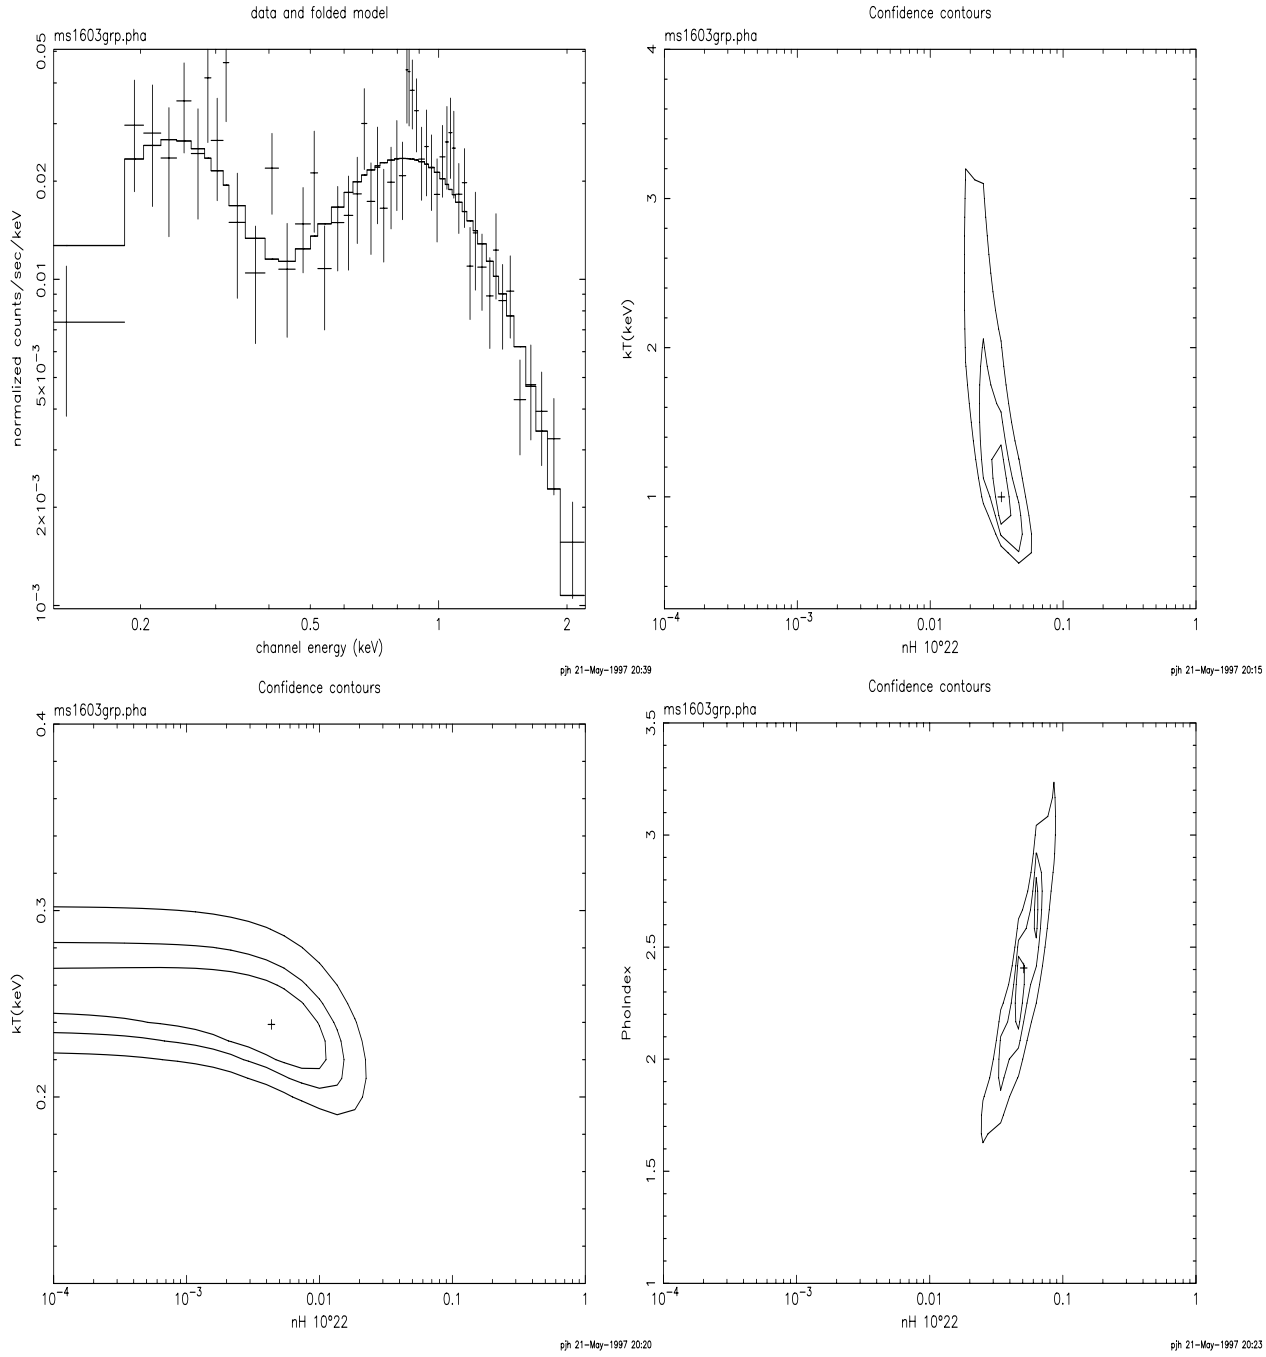 data and folded model
ms1603grp.pha
normalized counts/sec/keV
0.05
0.02
0.01
5×10⁻³
2×10⁻³
10⁻³
0.2 0.5 1 2
channel energy (keV)
pjh 21-May-1997 20:39
Confidence contours
ms1603grp.pha
kT(keV)
4
3
2
1
10⁻⁴ 10⁻³ 0.01 0.1 1
nH 10°22
pjh 21-May-1997 20:15
Confidence contours
ms1603grp.pha
kT(keV)
0.4
0.3
0.2
10⁻⁴ 10⁻³ 0.01 0.1 1
nH 10°22
pjh 21-May-1997 20:20
Confidence contours
ms1603grp.pha
PhoIndex
3.5
3
2.5
2
1.5
1
10⁻⁴ 10⁻³ 0.01 0.1 1
nH 10°22
pjh 21-May-1997 20:23